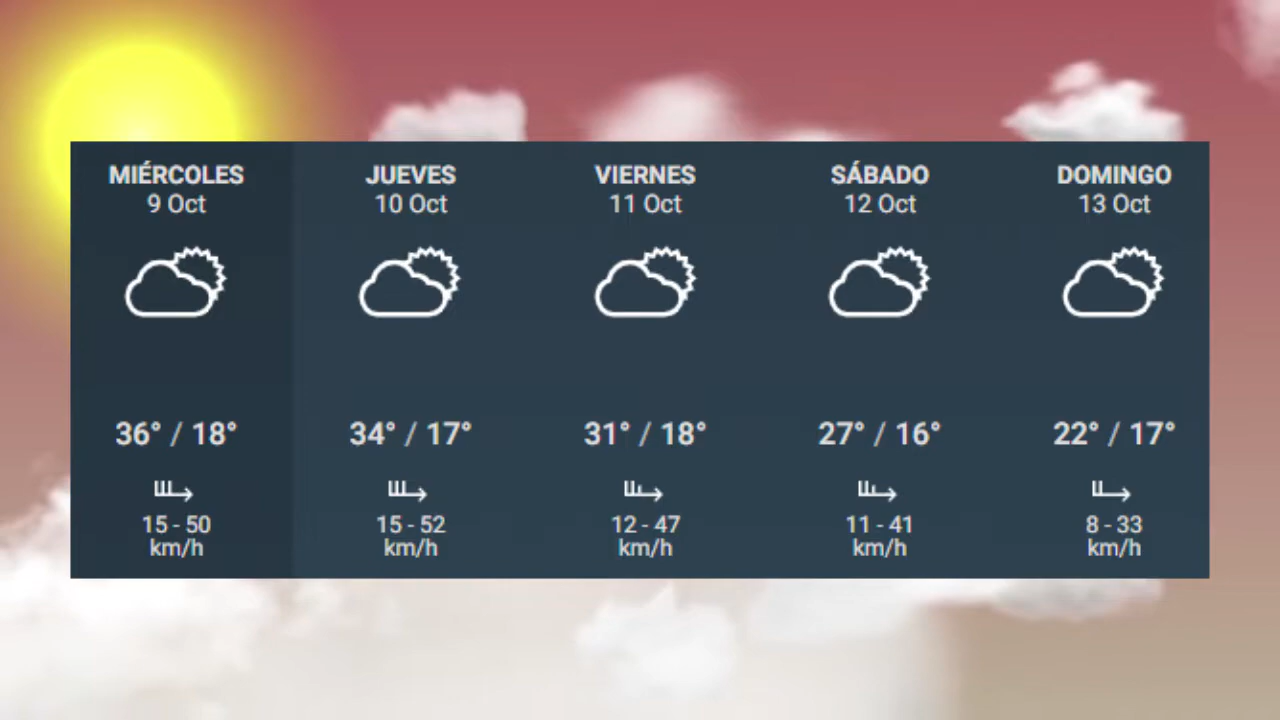 MIÉRCOLES
9 Oct
36° / 18°
15 - 50
km/h
JUEVES
10 Oct
34° / 17°
15 - 52
km/h
VIERNES
11 Oct
31° / 18°
12 - 47
km/h
SÁBADO
12 Oct
27° / 16°
11 - 41
km/h
DOMINGO
13 Oct
22° / 17°
8 - 33
km/h